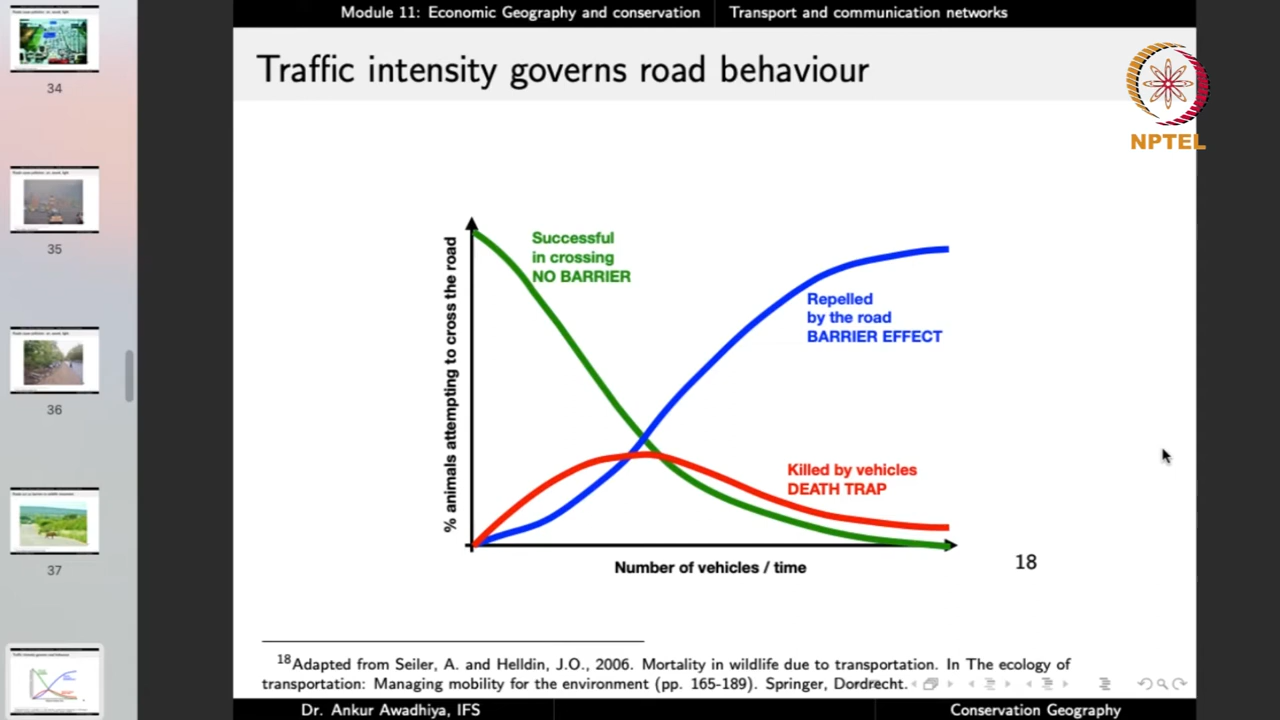 Module 11: Economic Geography and conservation
Transport and communication networks
Traffic intensity governs road behaviour
NPTEL
34
35
36
37
% animals attempting to cross the road
Successful
in crossing
NO BARRIER
Repelled
by the road
BARRIER EFFECT
Killed by vehicles
DEATH TRAP
Number of vehicles / time
18
18Adapted from Seiler, A. and Helldin, J.O., 2006. Mortality in wildlife due to transportation. In The ecology of
transportation: Managing mobility for the environment (pp. 165-189). Springer, Dordrecht.
Dr. Ankur Awadhiya, IFS
Conservation Geography